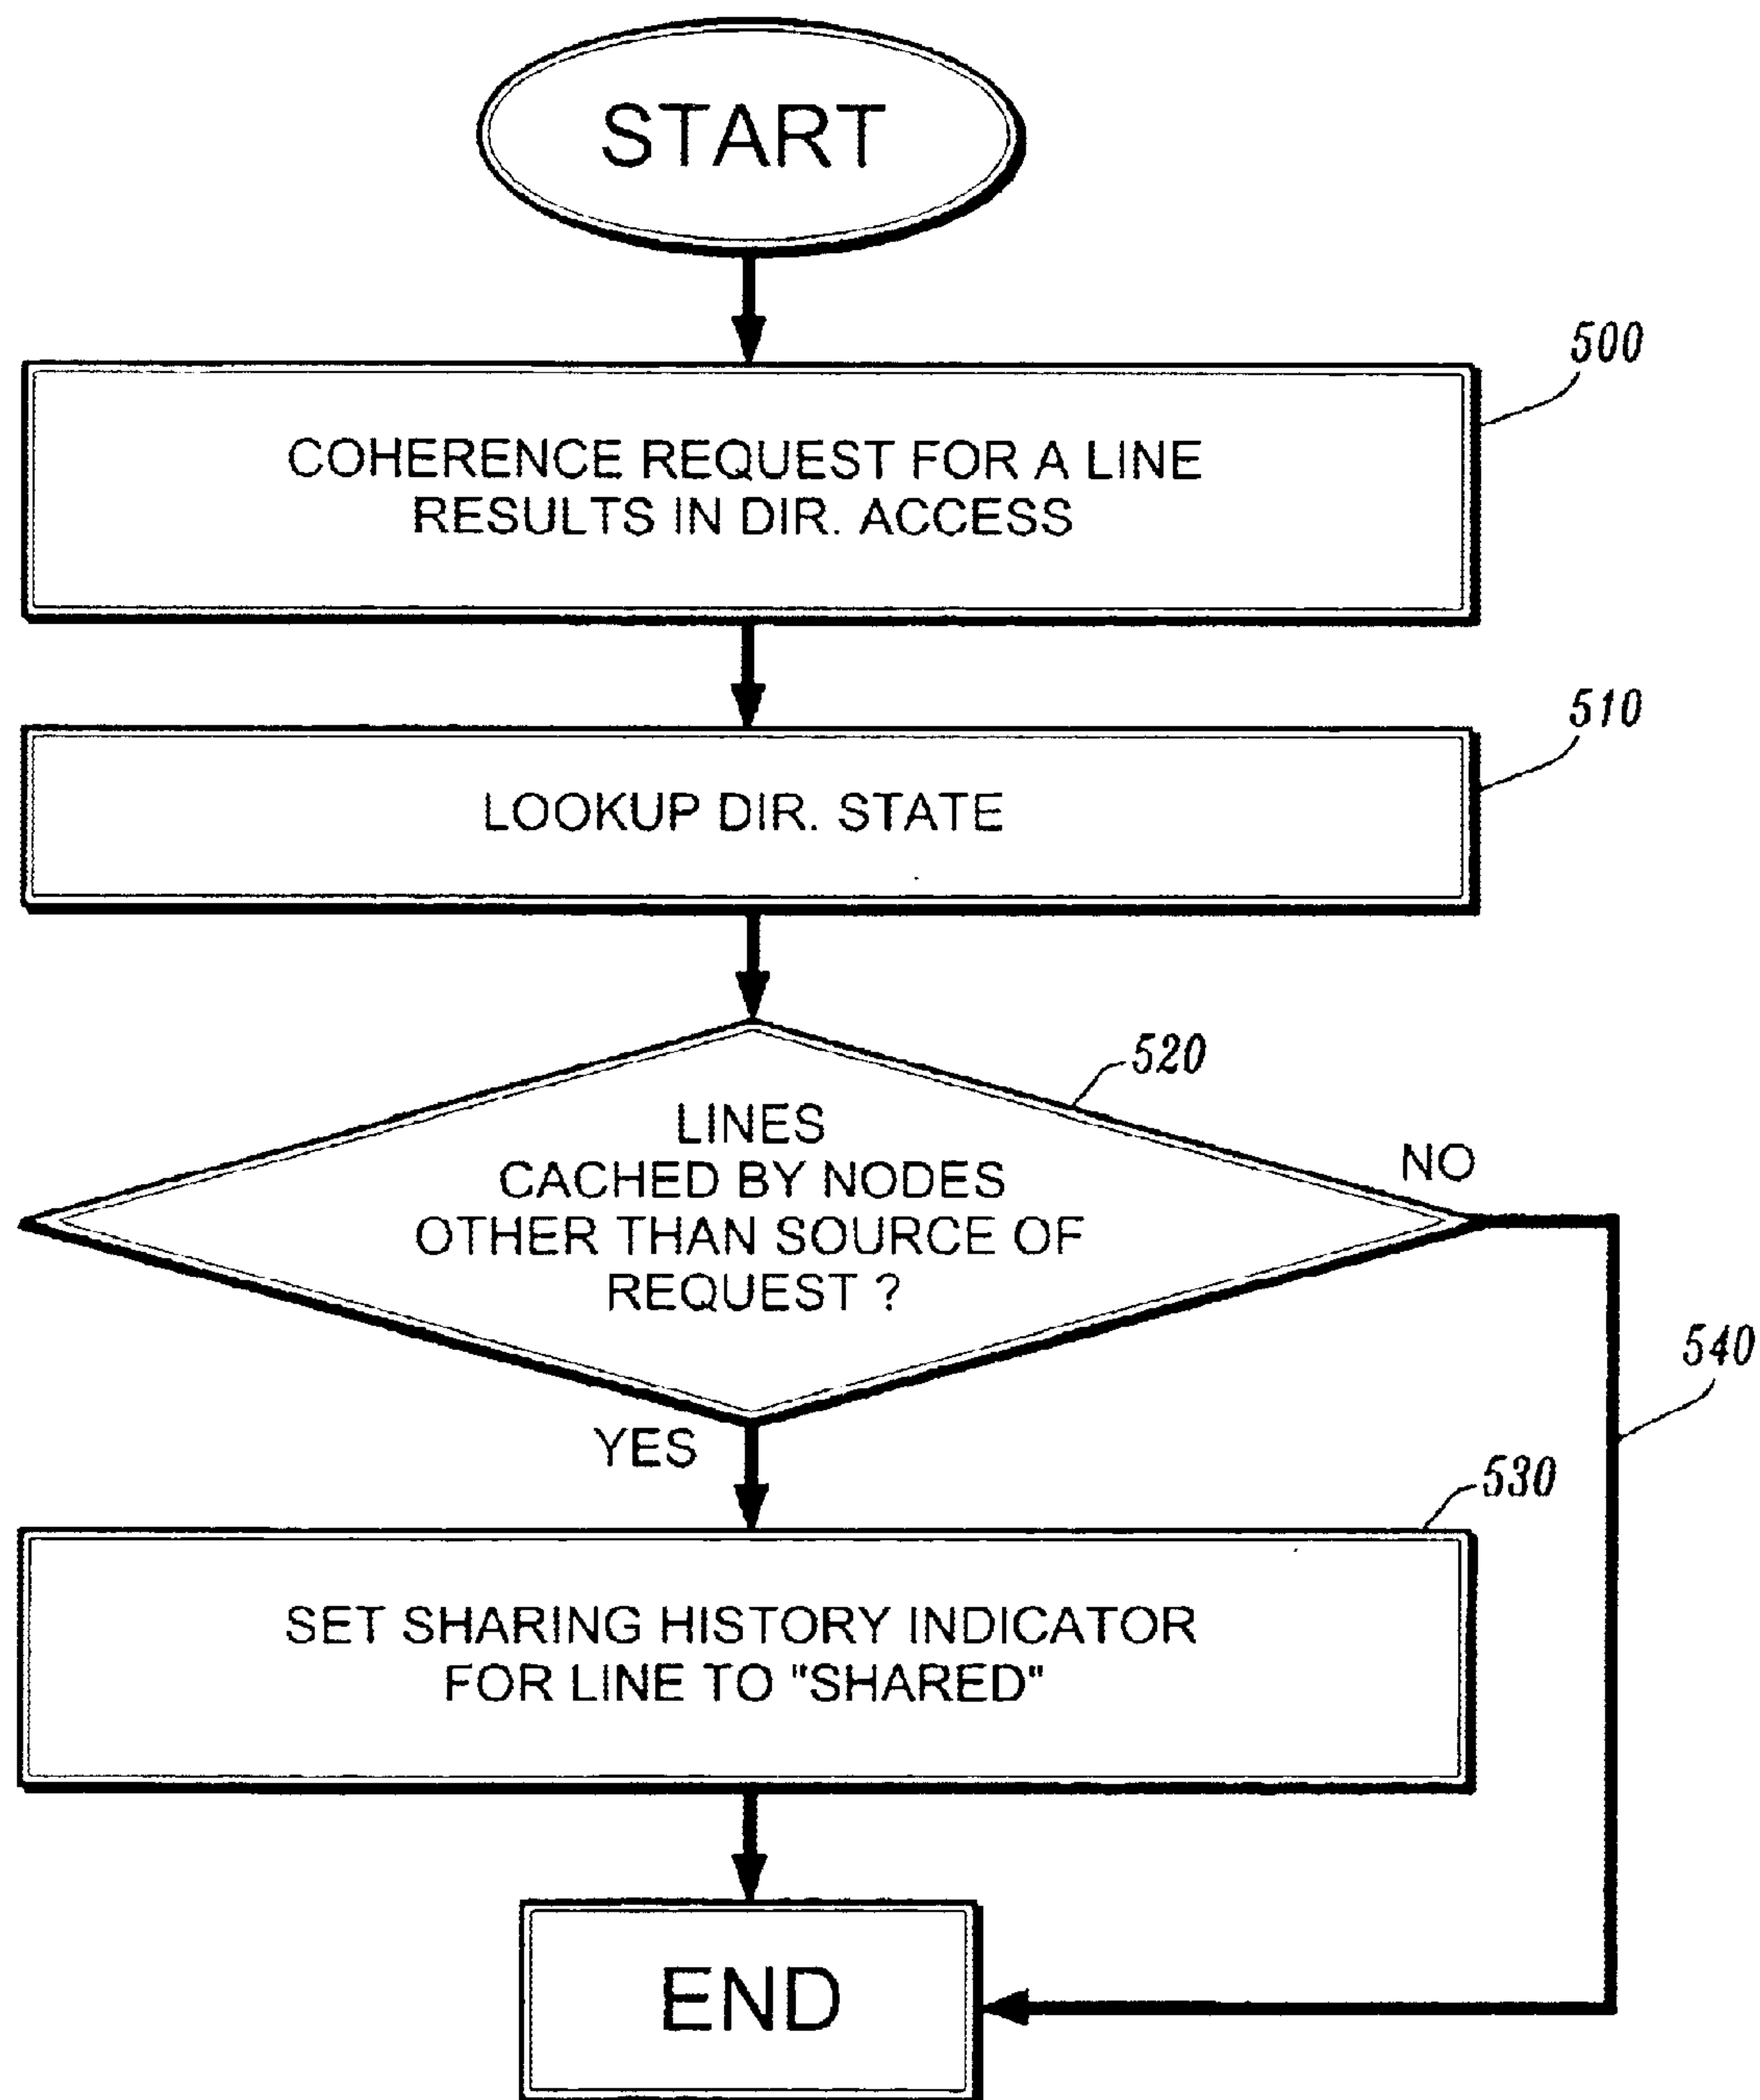 START
500
COHERENCE REQUEST FOR A LINE
RESULTS IN DIR. ACCESS
510
LOOKUP DIR. STATE
520
LINES
CACHED BY NODES
OTHER THAN SOURCE OF
REQUEST ?
NO
540
YES
530
SET SHARING HISTORY INDICATOR
FOR LINE TO "SHARED"
END